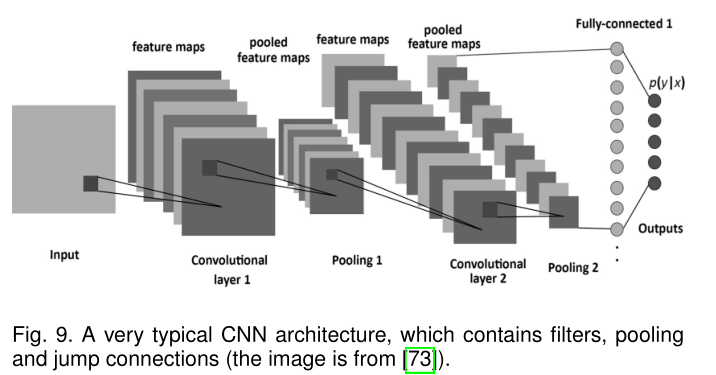 Fully-connected 1
feature maps
pooled
feature maps
feature maps
pooled
feature maps
p(y|x)
Input
Convolutional
layer 1
Pooling 1
Convolutional
layer 2
Pooling 2
Outputs
Fig. 9. A very typical CNN architecture, which contains filters, pooling
and jump connections (the image is from [73]).